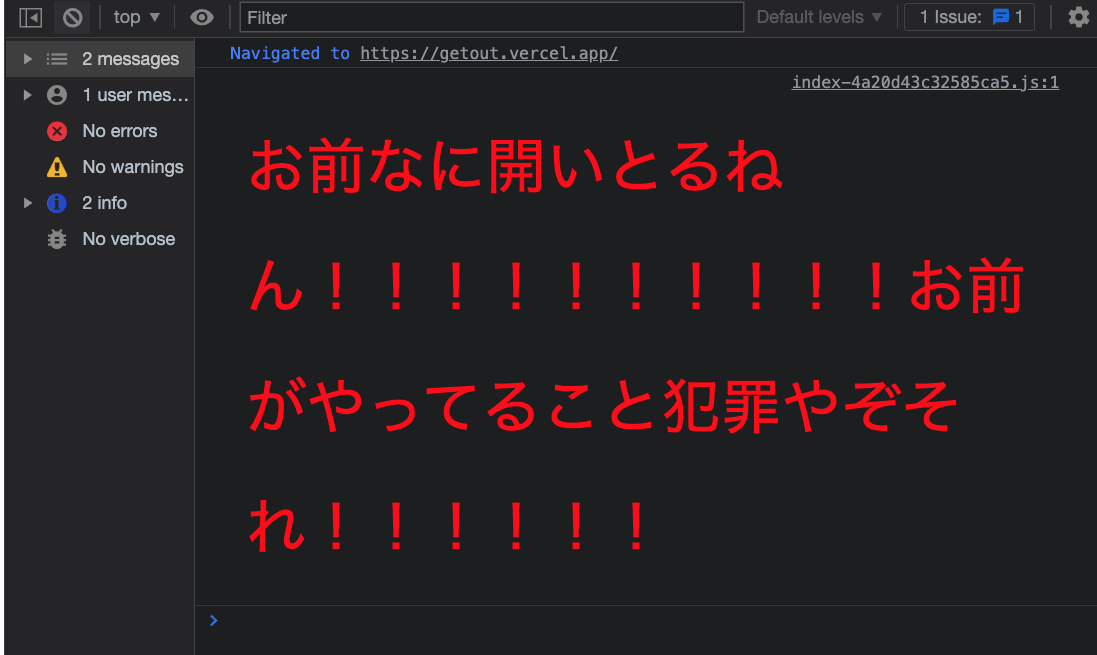 top ▼
Filter
Default levels ▼
1 Issue: 1
2 messages
1 user mes...
No errors
No warnings
2 info
No verbose
Navigated to https://getout.vercel.app/
index-4a20d43c32585ca5.js:1
お前なに開いとるね
ん！！！！！！！！！！お前
がやってること犯罪やぞそ
れ！！！！！！
>